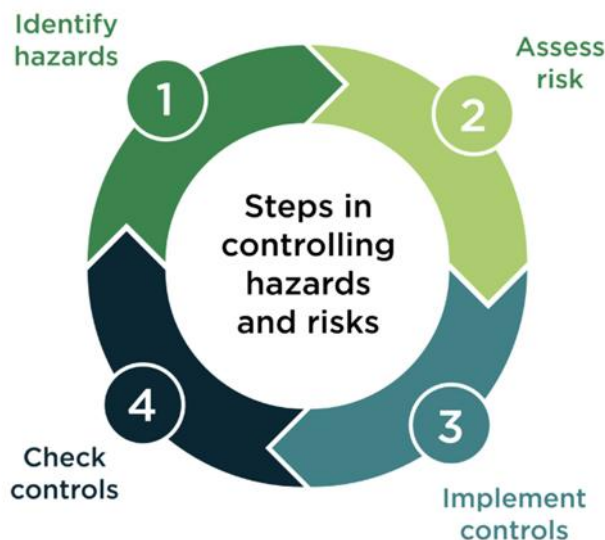 Identify
hazards
1
Assess
risk
2
Steps in
controlling
hazards
and risks
3
Implement
controls
4
Check
controls